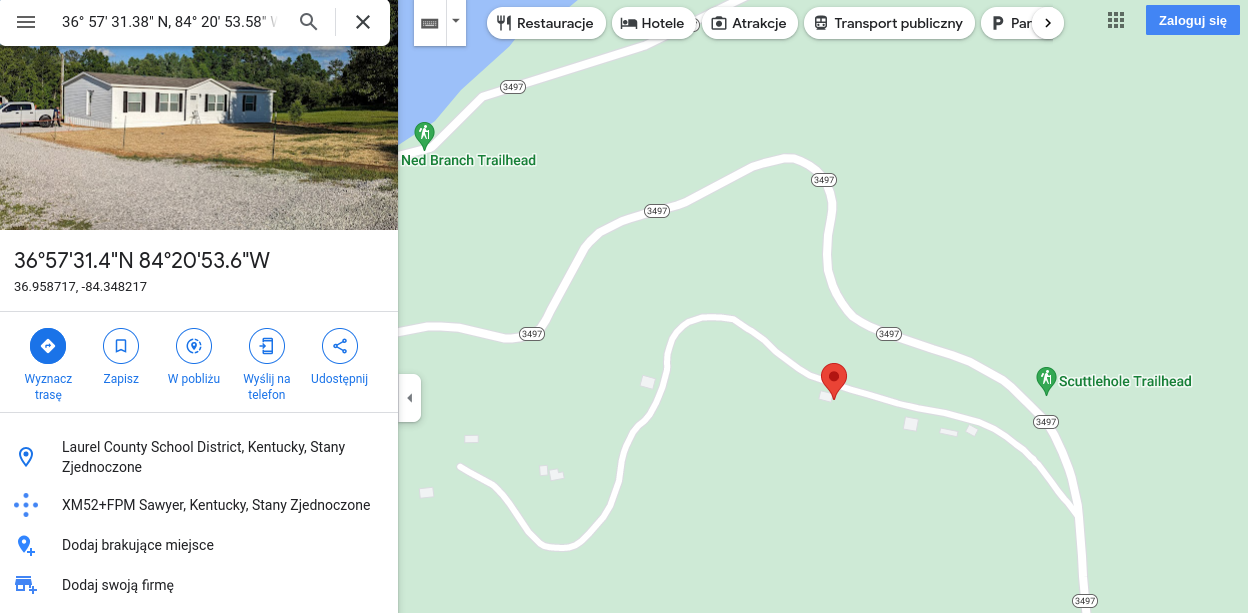 36° 57' 31.38" N, 84° 20' 53.58"
Restauracje
Hotele
Atrakcje
Transport publiczny
Zaloguj się
3497
Ned Branch Trailhead
3497
3497
36°57'31.4"N 84°20'53.6"W
36.958717, -84.348217
3497
3497
Wyznacz
trasę
Zapisz
W pobliżu
Wyślij na
telefon
Udostępnij
Scuttlehole Trailhead
3497
Laurel County School District, Kentucky, Stany
Zjednoczone
XM52+FPM Sawyer, Kentucky, Stany Zjednoczone
Dodaj brakujące miejsce
Dodaj swoją firmę
3497